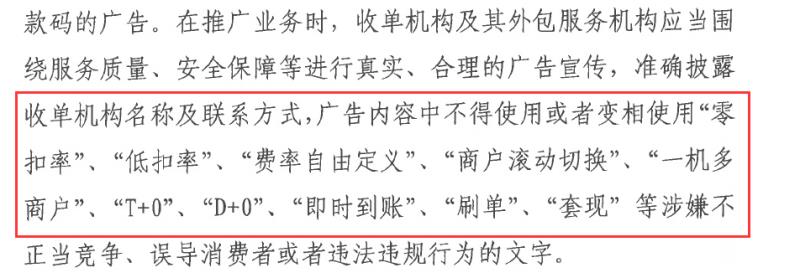 款码的广告。在推广业务时，收单机构及其外包服务机构应当围
绕服务质量、安全保障等进行真实、合理的广告宣传，准确披露
收单机构名称及联系方式，广告内容中不得使用或者变相使用“零
扣率”、“低扣率”、“费率自由定义”、“商户滚动切换”、“一机多
商户”、“T+0”、“D+0”、“即时到账”、“刷单”、“套现”等涉嫌不
正当竞争、误导消费者或者违法违规行为的文字。